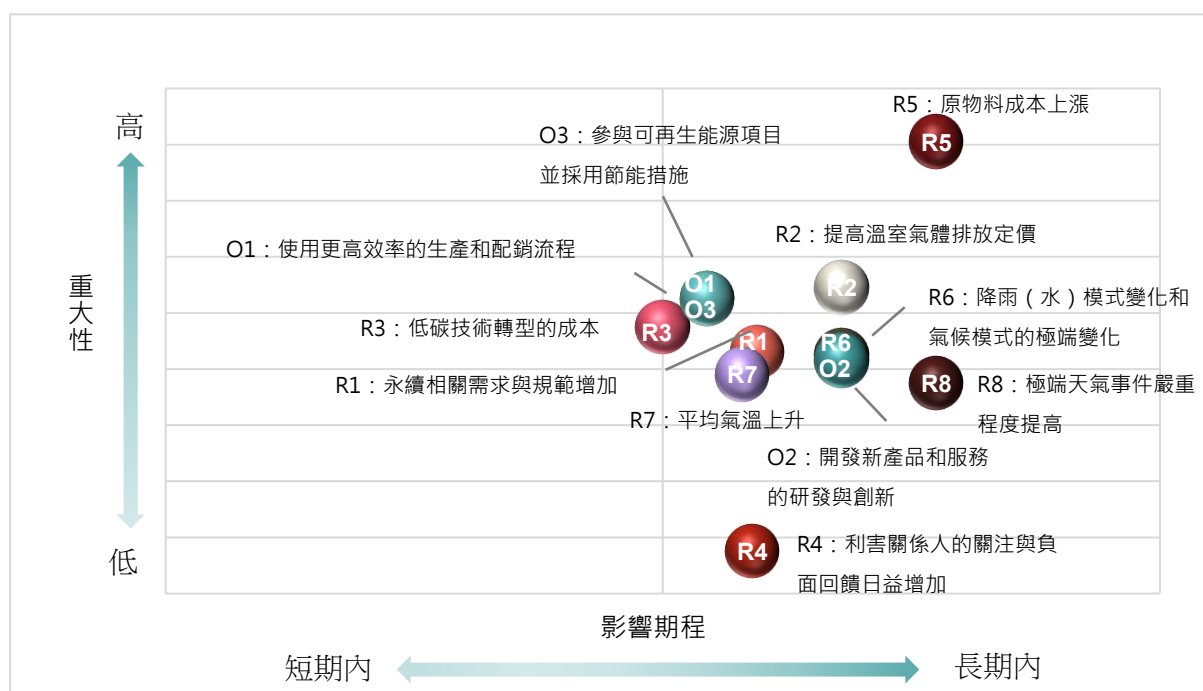 R5：原物料成本上漲
高
O3：參與可再生能源項目
並採用節能措施
R5
R2：提高溫室氣體排放定價
O1：使用更高效率的生產和配銷流程
重大性
O1
O3
R2
R6：降雨（水）模式變化和
氣候模式的極端變化
R3：低碳技術轉型的成本
R3
R1
R6
O2
R7
R8
R1：永續相關需求與規範增加
R8：極端天氣事件嚴重
程度提高
R7：平均氣溫上升
O2：開發新產品和服務
的研發與創新
低
R4
R4：利害關係人的關注與負
面回饋日益增加
影響期程
短期內
長期內